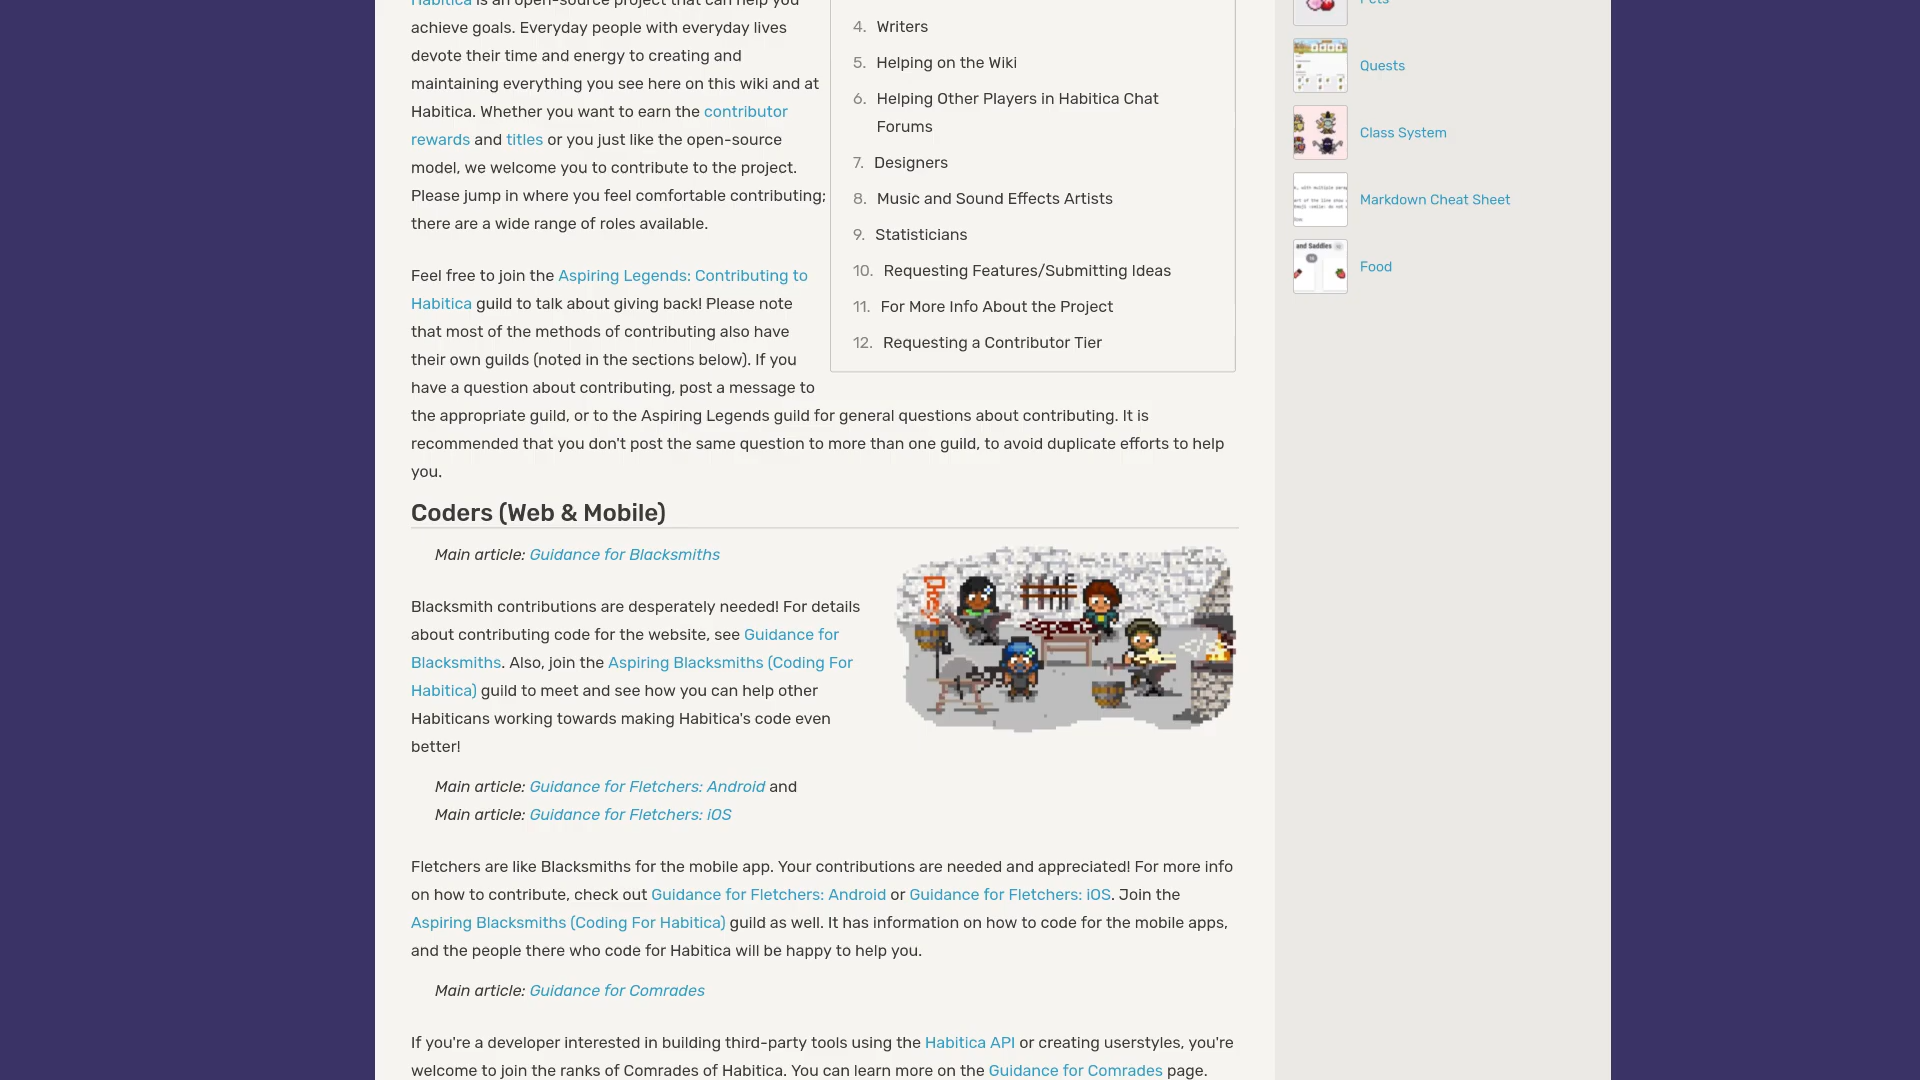 Habitica is an open-source project that can help you
achieve goals. Everyday people with everyday lives
devote their time and energy to creating and
maintaining everything you see here on this wiki and at
Habitica. Whether you want to earn the contributor
rewards and titles or you just like the open-source
model, we welcome you to contribute to the project.
Please jump in where you feel comfortable contributing;
there are a wide range of roles available.
Feel free to join the Aspiring Legends: Contributing to
Habitica guild to talk about giving back! Please note
that most of the methods of contributing also have
their own guilds (noted in the sections below). If you
have a question about contributing, post a message to
the appropriate guild, or to the Aspiring Legends guild for general questions about contributing. It is
recommended that you don't post the same question to more than one guild, to avoid duplicate efforts to help
you.
4. Writers
5. Helping on the Wiki
6. Helping Other Players in Habitica Chat
Forums
7. Designers
8. Music and Sound Effects Artists
9. Statisticians
10. Requesting Features/Submitting Ideas
11. For More Info About the Project
12. Requesting a Contributor Tier
Coders (Web & Mobile)
Main article: Guidance for Blacksmiths
Blacksmith contributions are desperately needed! For details
about contributing code for the website, see Guidance for
Blacksmiths. Also, join the Aspiring Blacksmiths (Coding For
Habitica) guild to meet and see how you can help other
Habiticans working towards making Habitica's code even
better!
Main article: Guidance for Fletchers: Android and
Main article: Guidance for Fletchers: iOS
Fletchers are like Blacksmiths for the mobile app. Your contributions are needed and appreciated! For more info
on how to contribute, check out Guidance for Fletchers: Android or Guidance for Fletchers: iOS. Join the
Aspiring Blacksmiths (Coding For Habitica) guild as well. It has information on how to code for the mobile apps,
and the people there who code for Habitica will be happy to help you.
Main article: Guidance for Comrades
If you're a developer interested in building third-party tools using the Habitica API or creating userstyles, you're
welcome to join the ranks of Comrades of Habitica. You can learn more on the Guidance for Comrades page.
Pets
Quests
Class System
Markdown Cheat Sheet
and Saddles
Food